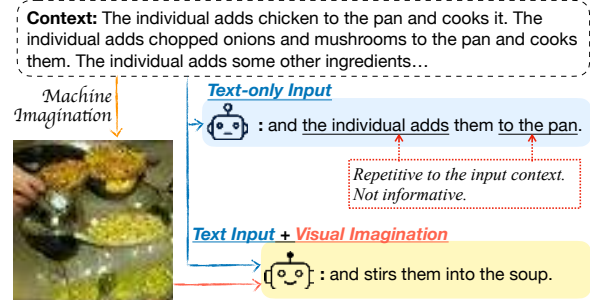 Context: The individual adds chicken to the pan and cooks it. The
individual adds chopped onions and mushrooms to the pan and cooks
them. The individual adds some other ingredients…
Machine
Imagination
Text-only Input
: and the individual adds them to the pan.
Repetitive to the input context.
Not informative.
Text Input + Visual Imagination
: and stirs them into the soup.